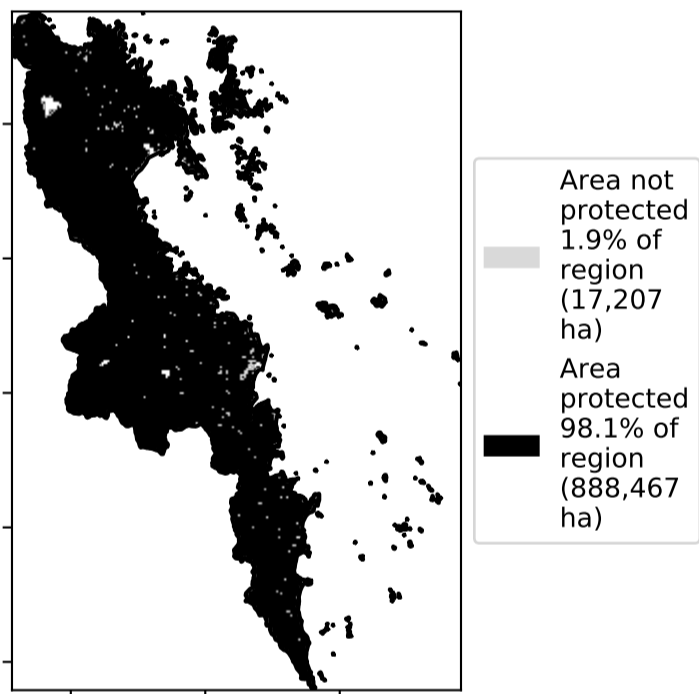 Area not
protected
1.9% of
region
(17,207
ha)
Area
protected
98.1% of
region
(888,467
ha)